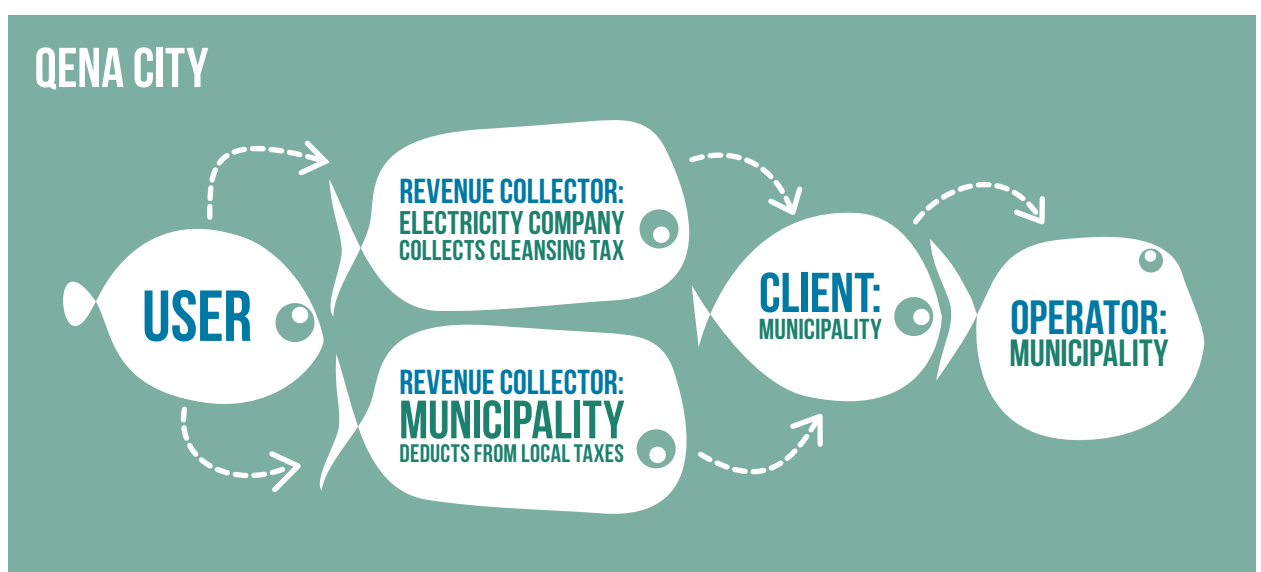 QENA CITY
USER
REVENUE COLLECTOR:
ELECTRICITY COMPANY
COLLECTS CLEANSING TAX
REVENUE COLLECTOR:
MUNICIPALITY
DEDUCTS FROM LOCAL TAXES
CLIENT:
MUNICIPALITY
OPERATOR:
MUNICIPALITY